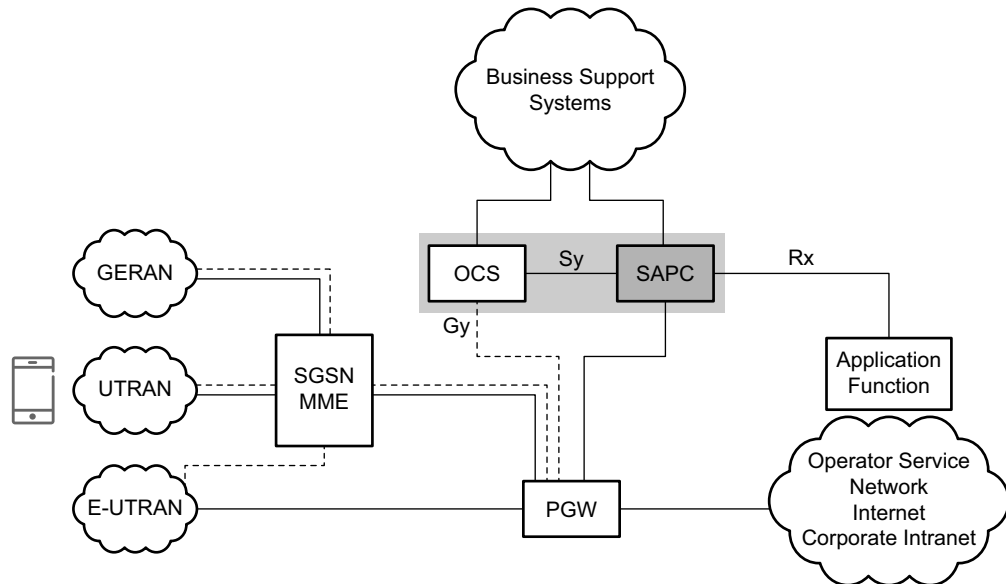 Business Support
Systems
OCS
Sy
SAPC
Rx
GERAN
Gy
SGSN
MME
UTRAN
Application
Function
E-UTRAN
PGW
Operator Service
Network
Internet
Corporate Intranet